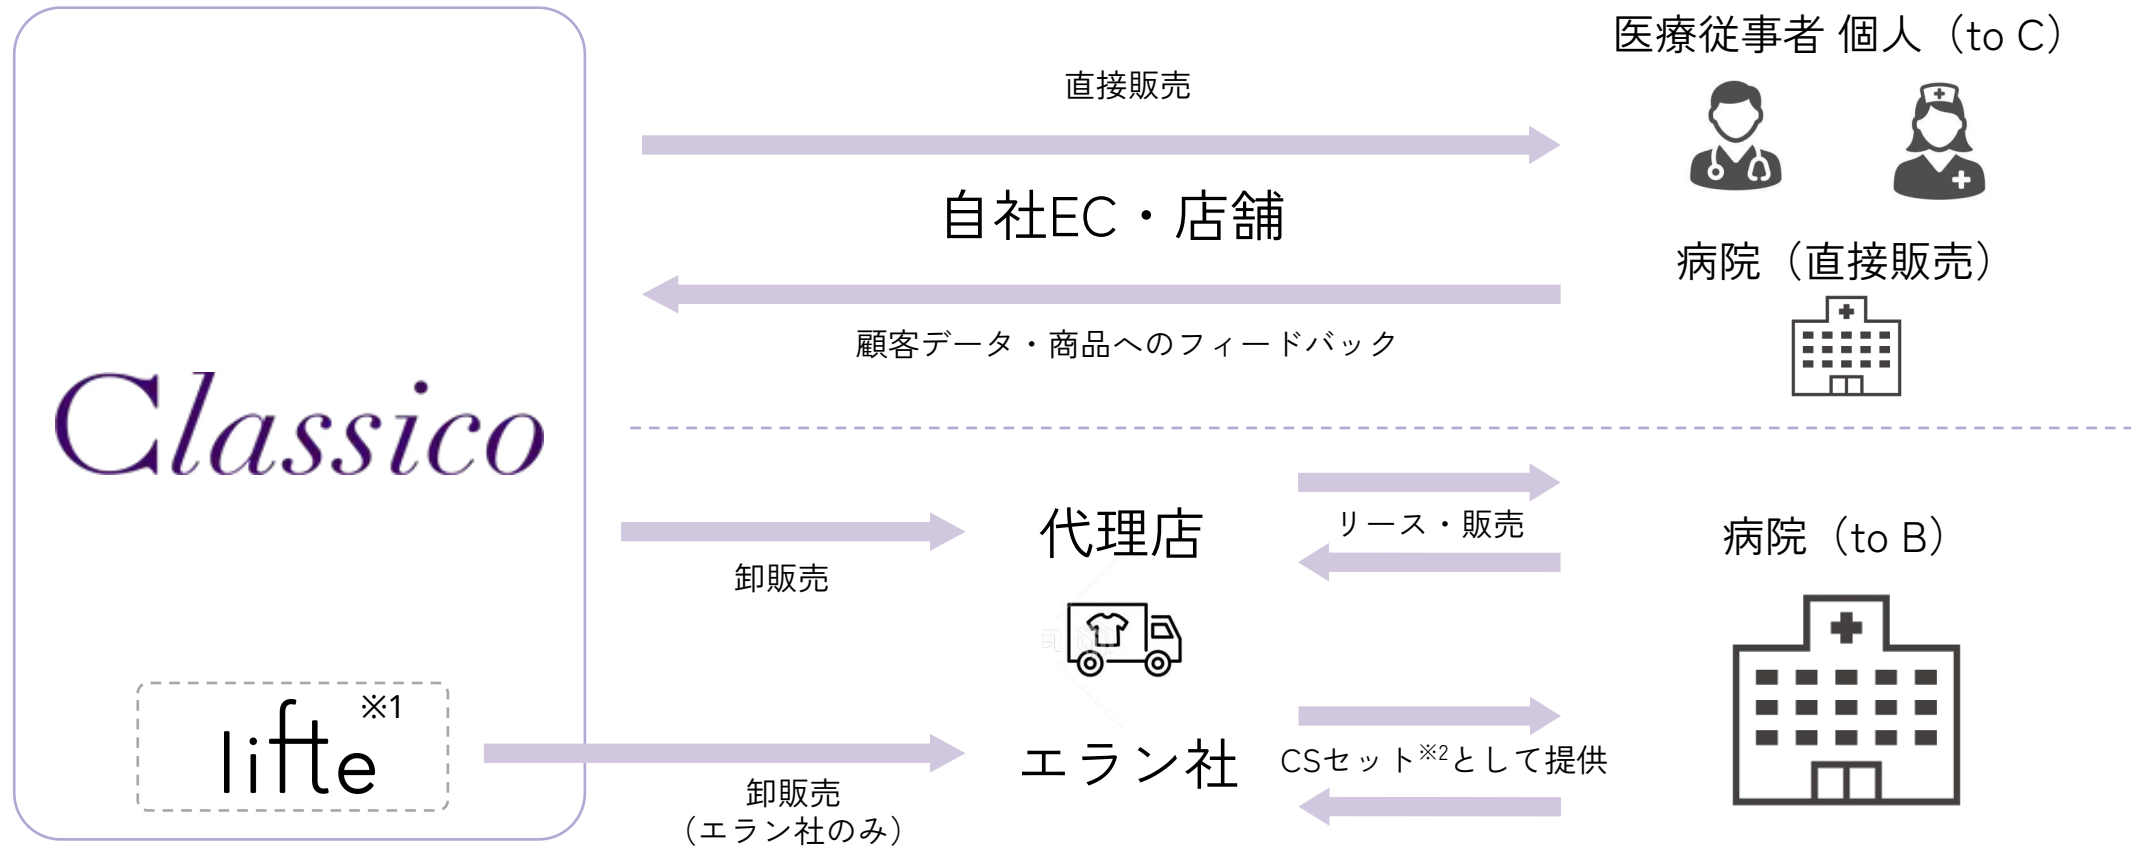 Classico
lifte※1
医療従事者 個人（to C）
直接販売
自社EC・店舗
病院（直接販売）
顧客データ・商品へのフィードバック
代理店
リース・販売
病院（to B）
卸販売
エラン社
CSセット※2として提供
卸販売
（エラン社のみ）